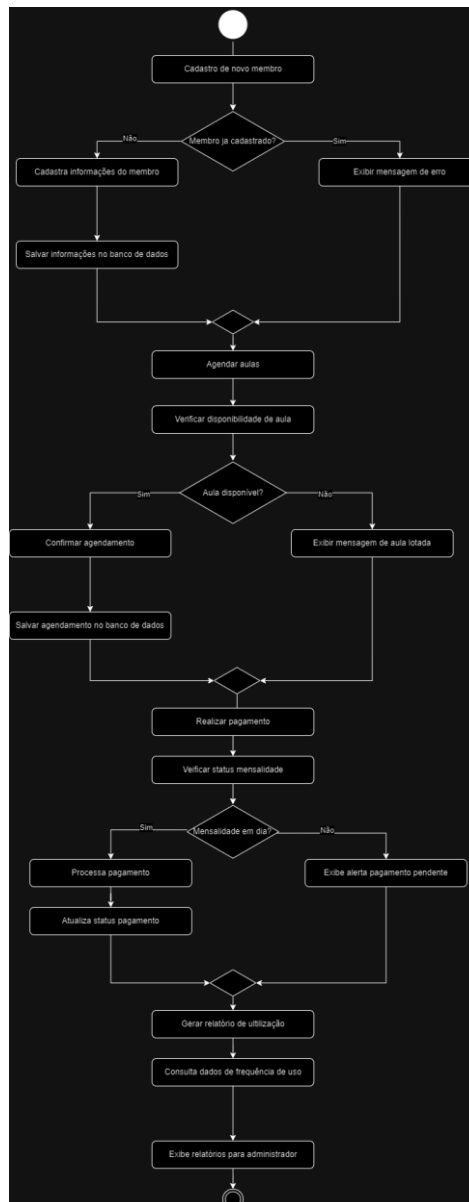 Cadastro de novo membro
Membro ja cadastrado?
Não
Sim
Cadastra informações do membro
Exibir mensagem de erro
Salvar informações no banco de dados
Agendar aulas
Verificar disponibilidade de aula
Aula disponível?
Sim
Não
Confirmar agendamento
Exibir mensagem de aula lotada
Salvar agendamento no banco de dados
Realizar pagamento
Veificar status mensalidade
Mensalidade em dia?
Sim
Não
Processa pagamento
Exibe alerta pagamento pendente
Atualiza status pagamento
Gerar relatório de ultilização
Consulta dados de frequência de uso
Exibe relatórios para administrador